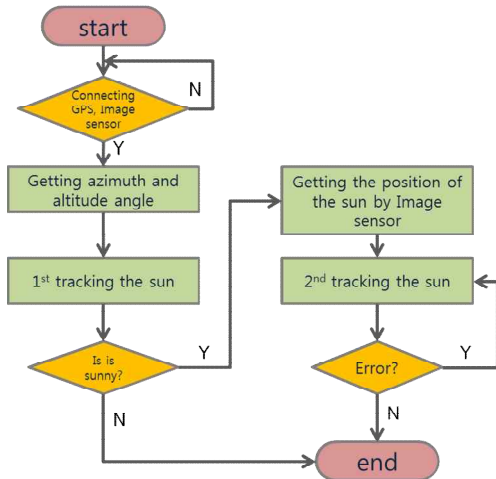 start
N
Connecting
GPS, Image
sensor
Y
Getting azimuth and
altitude angle
1st tracking the sun
Is is
sunny?
Y
N
Getting the position of
the sun by Image
sensor
2nd tracking the sun
Error?
Y
N
end